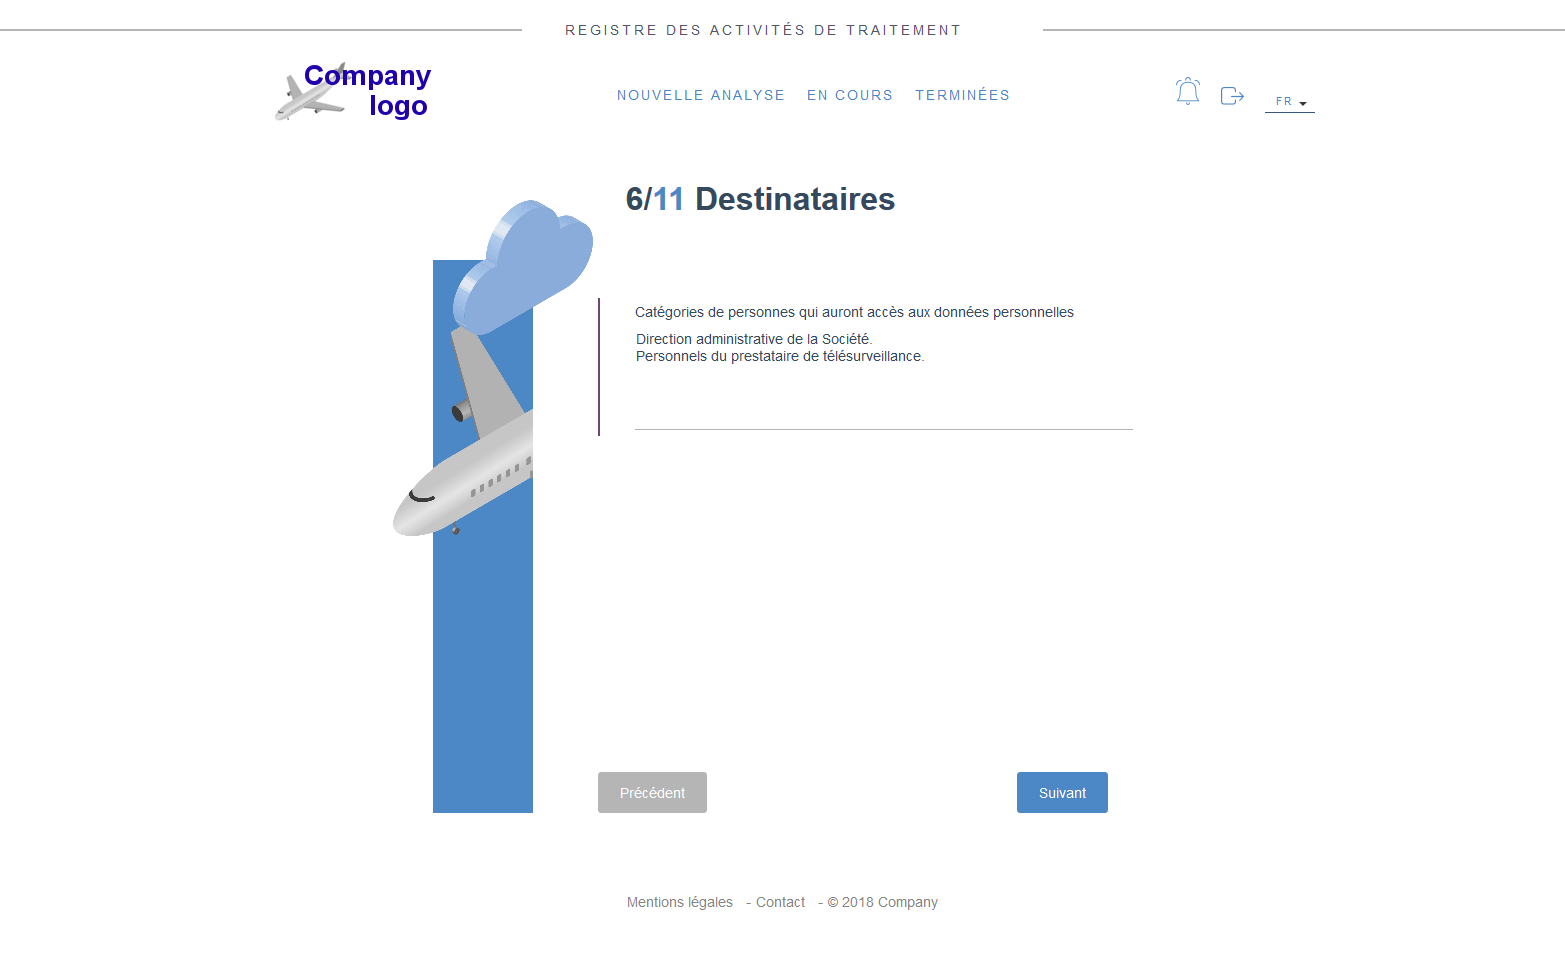 REGISTRE DES ACTIVITÉS DE TRAITEMENT
Company
logo
NOUVELLE ANALYSE EN COURS TERMINÉES
FR
6/11 Destinataires
Catégories de personnes qui auront accès aux données personnelles
Direction administrative de la Société.
Personnels du prestataire de télésurveillance.
Précédent Suivant
Mentions légales - Contact - © 2018 Company